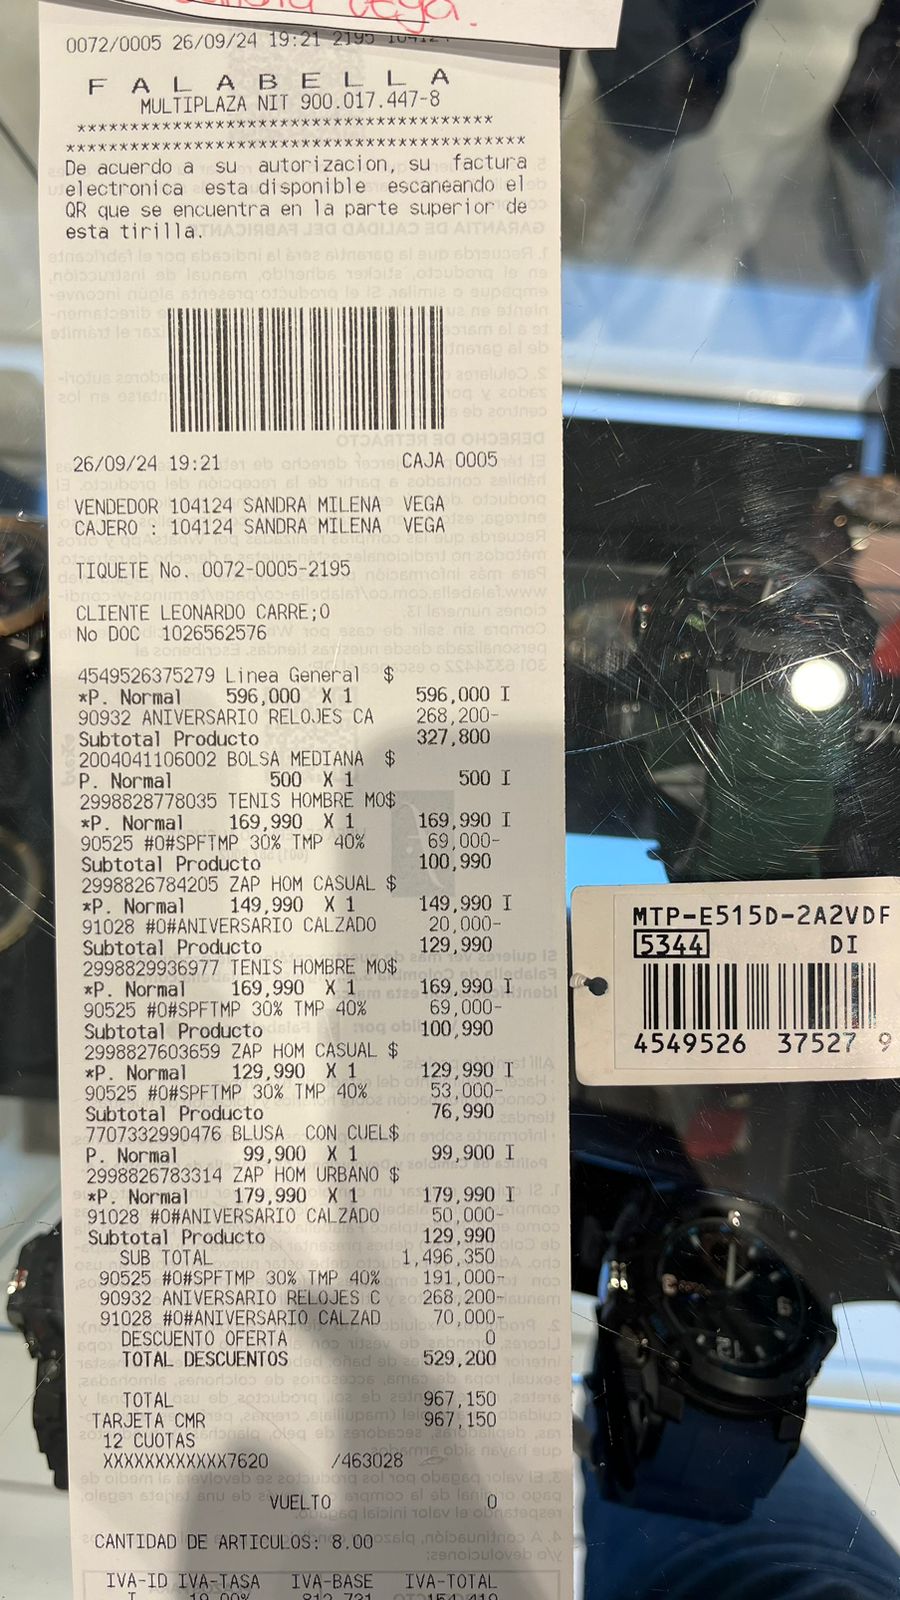 Vega.
0072/0005 26/09/24 19:21 2195
F A L A B E L L A
MULTIPLAZA NIT 900.017.447-8
***************************************
********************************************
De acuerdo a su autorizacion, su factura
electronica esta disponible escaneando el
QR que se encuentra en la parte superior de
esta tirilla.
26/09/24 19:21 CAJA 0005
VENDEDOR 104124 SANDRA MILENA VEGA
CAJERO : 104124 SANDRA MILENA VEGA
TIQUETE No. 0072-0005-2195
CLIENTE LEONARDO CARRE;O
No DOC 1026562576
4549526375279 Linea General $
*P. Normal 596,000 X 1 596,000 I
90932 ANIVERSARIO RELOJES CA 268,200-
Subtotal Producto 327,800
2004041106002 BOLSA MEDIANA $
P. Normal 500 X 1 500 I
2998828778035 TENIS HOMBRE MO$
*P. Normal 169,990 X 1 169,990 I
90525 #0#SPFTMP 30% TMP 40% 69,000-
Subtotal Producto 100,990
2998826784205 ZAP HOM CASUAL $
*P. Normal 149,990 X 1 149,990 I
91028 #0#ANIVERSARIO CALZADO 20,000-
Subtotal Producto 129,990
2998829936977 TENIS HOMBRE MO$
*P. Normal 169,990 X 1 169,990 I
90525 #0#SPFTMP 30% TMP 40% 69,000-
Subtotal Producto 100,990
2998827603659 ZAP HOM CASUAL $
*P. Normal 129,990 X 1 129,990 I
90525 #0#SPFTMP 30% TMP 40% 53,000-
Subtotal Producto 76,990
7707332990476 BLUSA CON CUEL$
P. Normal 99,900 X 1 99,900 I
2998826783314 ZAP HOM URBANO $
*P. Normal 179,990 X 1 179,990 I
91028 #0#ANIVERSARIO CALZADO 50,000-
Subtotal Producto 129,990
SUB TOTAL 1,496,350
90525 #0#SPFTMP 30% TMP 40% 191,000-
90932 ANIVERSARIO RELOJES C 268,200-
91028 #0#ANIVERSARIO CALZAD 70,000-
DESCUENTO OFERTA 0
TOTAL DESCUENTOS 529,200
TOTAL 967,150
TARJETA CMR 967,150
12 CUOTAS
XXXXXXXXXXXX7620 /463028
VUELTO 0
CANTIDAD DE ARTICULOS: 8.00
IVA-ID IVA-TASA IVA-BASE IVA-TOTAL
MTP-E515D-2A2VDF
5344 DI
4549526 37527 9